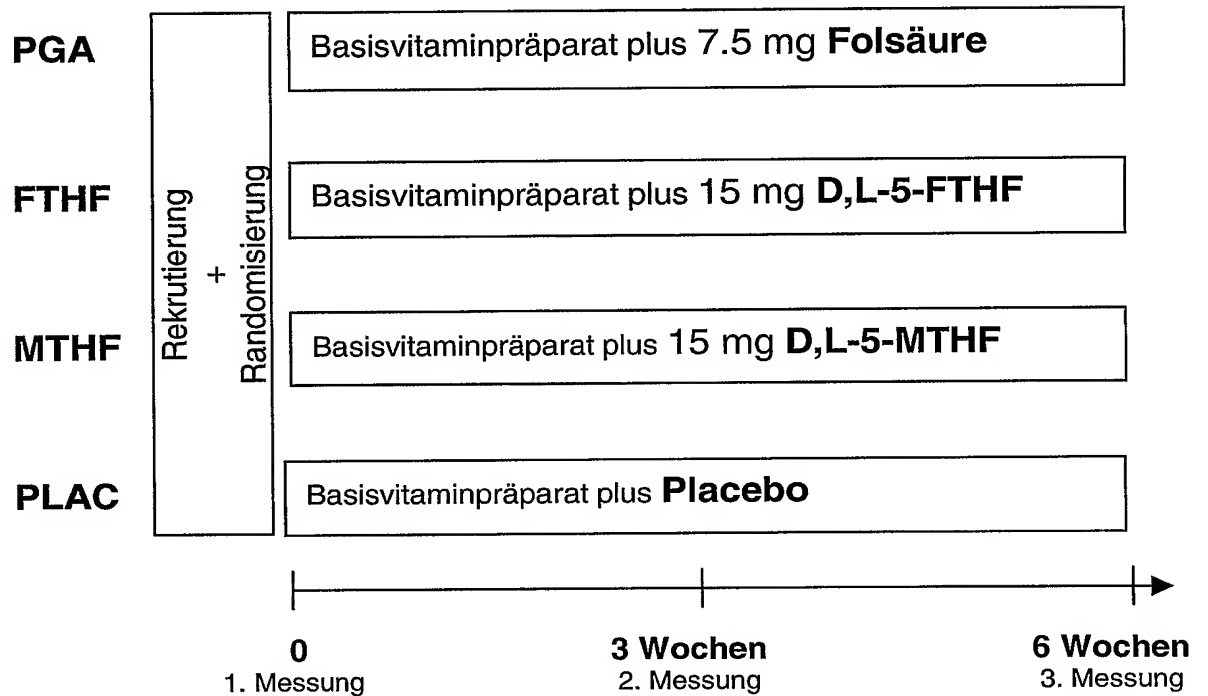 PGA
Basisvitaminpräparat plus 7.5 mg Folsäure
FTHF
Basisvitaminpräparat plus 15 mg D,L-5-FTHF
MTHF
Basisvitaminpräparat plus 15 mg D,L-5-MTHF
PLAC
Basisvitaminpräparat plus Placebo
Rekrutierung
+
Randomisierung
0
1. Messung
3 Wochen
2. Messung
6 Wochen
3. Messung